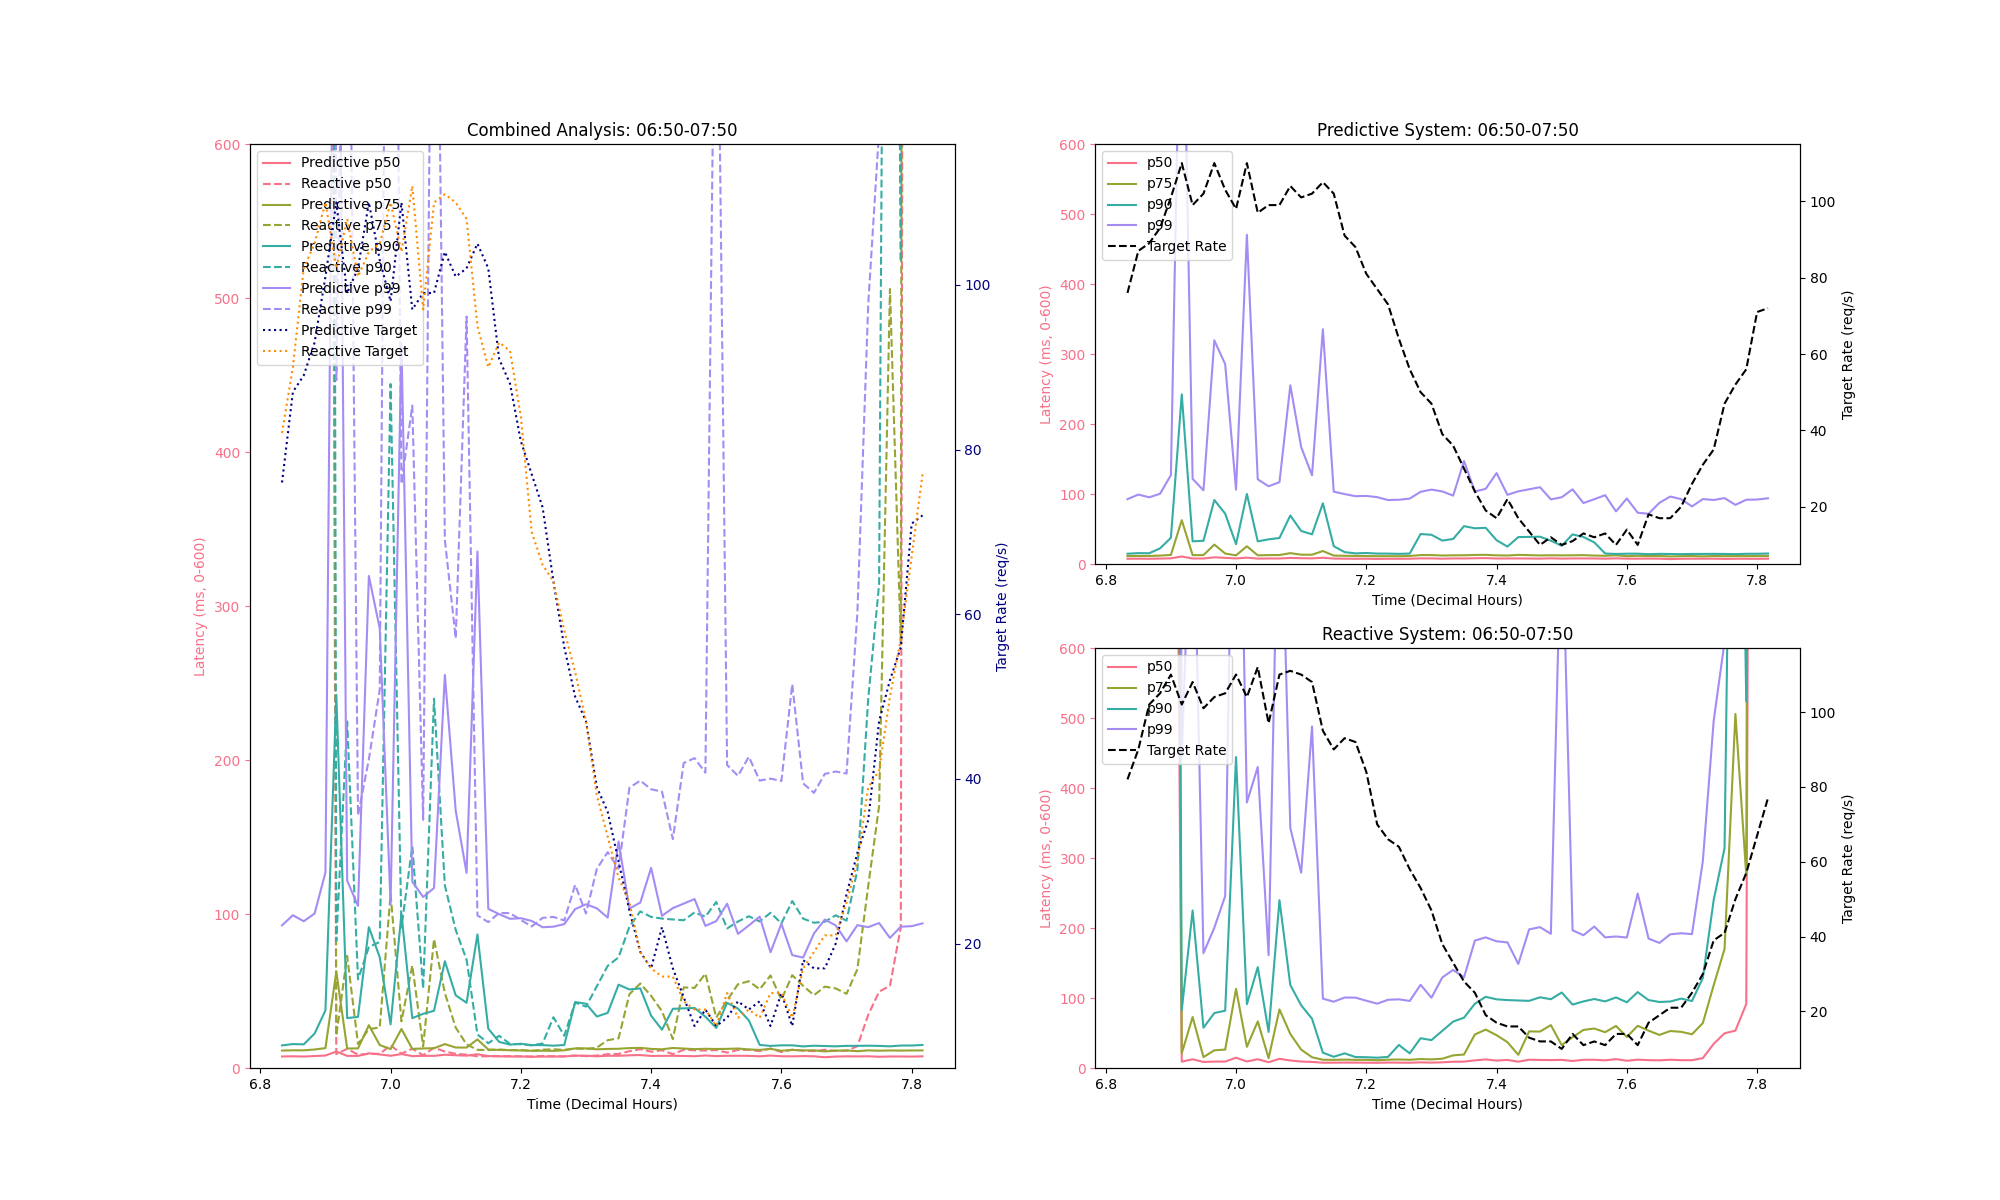 Combined Analysis: 06:50-07:50
Predictive p50
Reactive p50
Predictive p75
Reactive p75
Predictive p90
Reactive p90
Predictive p99
Reactive p99
Predictive Target
Reactive Target
600
500
400
300
200
100
0
Latency (ms, 0-600)
100
80
60
40
20
Target Rate (req/s)
6.8 7.0 7.2 7.4 7.6 7.8
Time (Decimal Hours)
Predictive System: 06:50-07:50
p50
p75
p90
p99
Target Rate
600
500
400
300
200
100
0
Latency (ms, 0-600)
100
80
60
40
20
Target Rate (req/s)
6.8 7.0 7.2 7.4 7.6 7.8
Time (Decimal Hours)
Reactive System: 06:50-07:50
p50
p75
p90
p99
Target Rate
600
500
400
300
200
100
0
Latency (ms, 0-600)
100
80
60
40
20
Target Rate (req/s)
6.8 7.0 7.2 7.4 7.6 7.8
Time (Decimal Hours)